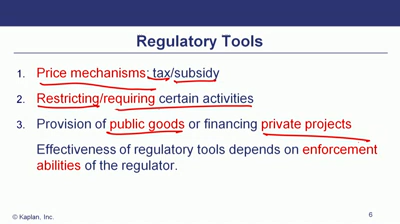 Regulatory Tools
1. Price mechanisms: tax/subsidy
2. Restricting/requiring certain activities
3. Provision of public goods or financing private projects
Effectiveness of regulatory tools depends on enforcement
abilities of the regulator.
© Kaplan, Inc.
6